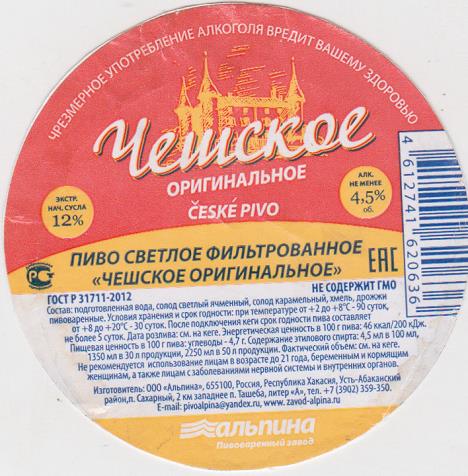 ЧРЕЗМЕРНОЕ УПОТРЕБЛЕНИЕ АЛКОГОЛЯ ВРЕДИТ ВАШЕМУ ЗДОРОВЬЮ
Чешское
ОРИГИНАЛЬНОЕ
ČESKÉ PIVO
ЭКСТР.
НАЧ. СУСЛА
12%
АЛК.
НЕ МЕНЕЕ
4,5%
об.
4 612741 620636
ПИВО СВЕТЛОЕ ФИЛЬТРОВАННОЕ
«ЧЕШСКОЕ ОРИГИНАЛЬНОЕ»
ЕАС
ГОСТ Р 31711-2012
НЕ СОДЕРЖИТ ГМО
Состав: подготовленная вода, солод светлый ячменный, солод карамельный, хмель, дрожжи
пивоваренные, Условия хранения и срок годности: при температуре от +2 до +8°С - 90 суток,
от +8 до +20°С - 30 суток. После подключения кеги срок годности пива составляет
не более 5 суток. Дата розлива: см. на кеге. Энергетическая ценность в 100 г пива: 46 ккал/200 кДж.
Пищевая ценность в 100 г пива: углеводы - 4,7 г. Содержание этилового спирта: 4,5 мл в 100 мл,
1350 мл в 30 л продукции, 2250 мл в 50 л продукции. Фактический объем: см. на кеге.
Не рекомендуется использование лицам в возрасте до 21 года, беременным и кормящим
женщинам, а также лицам с заболеваниями нервной системы и внутренних органов.
Изготовитель: ООО «Альпина», 655100, Россия, Республика Хакасия, Усть-Абаканский
район,п. Сахарный, 2 км западнее п. Ташеба, литер «А», тел. +7 (3902) 359-350.
E-mail: pivoalpina@yandex.ru, www. zavod-alpina.ru
альпина
Пивоваренный завод